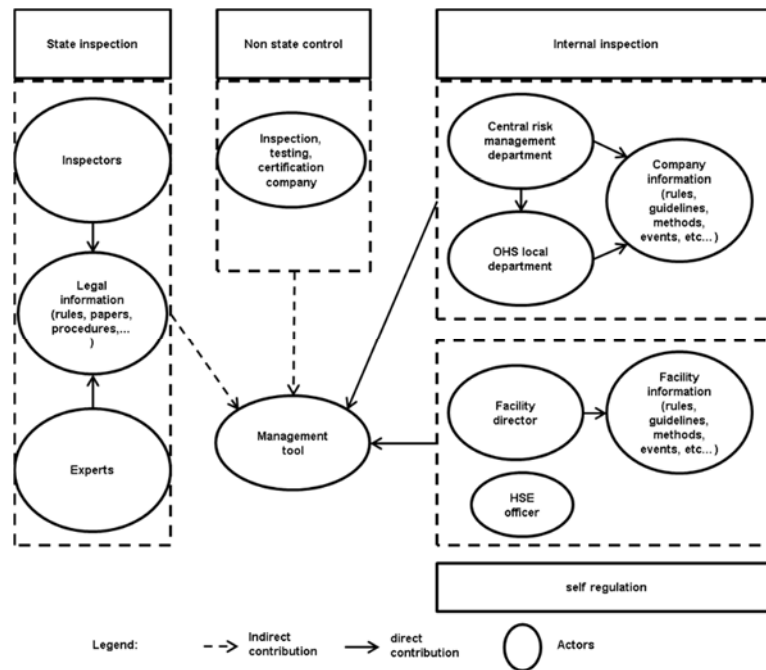 State inspection
Non state control
Internal inspection
Inspectors
Legal
information
(rules, papers,
procedures,...
)
Experts
Inspection,
testing,
certification
company
Management
tool
Central risk
management
department
OHS local
department
Company
information
(rules,
guidelines,
methods,
events, etc...)
Facility
director
HSE
officer
Facility
information
(rules,
guidelines,
methods,
events, etc...)
self regulation
Legend:
Indirect
contribution
direct
contribution
Actors